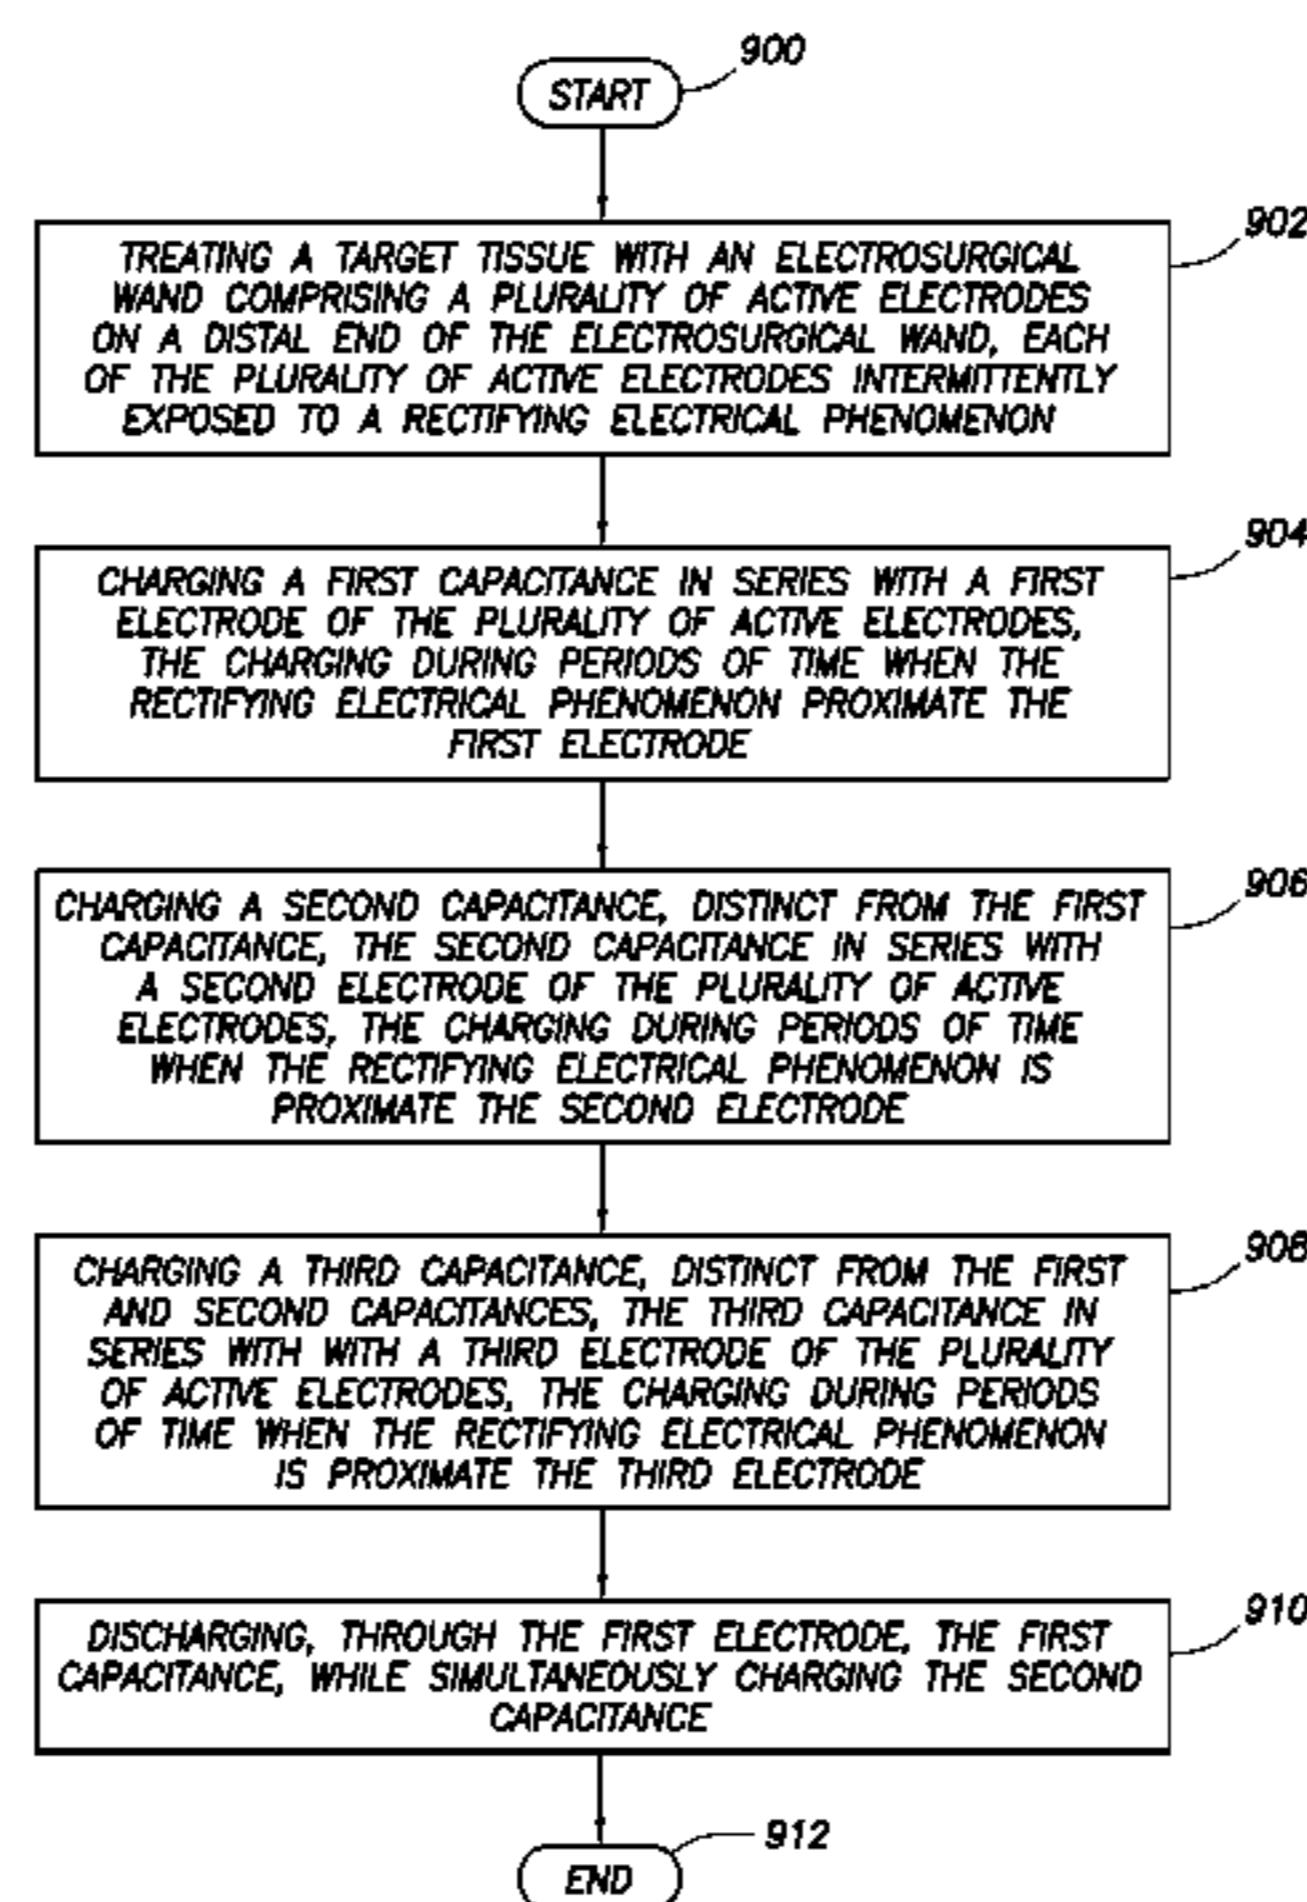 900
START
902
TREATING A TARGET TISSUE WITH AN ELECTROSURGICAL
WAND COMPRISING A PLURALITY OF ACTIVE ELECTRODES
ON A DISTAL END OF THE ELECTROSURGICAL WAND, EACH
OF THE PLURALITY OF ACTIVE ELECTRODES INTERMITTENTLY
EXPOSED TO A RECTIFYING ELECTRICAL PHENOMENON
904
CHARGING A FIRST CAPACITANCE IN SERIES WITH A FIRST
ELECTRODE OF THE PLURALITY OF ACTIVE ELECTRODES,
THE CHARGING DURING PERIODS OF TIME WHEN THE
RECTIFYING ELECTRICAL PHENOMENON PROXIMATE THE
FIRST ELECTRODE
906
CHARGING A SECOND CAPACITANCE, DISTINCT FROM THE FIRST
CAPACITANCE, THE SECOND CAPACITANCE IN SERIES WITH
A SECOND ELECTRODE OF THE PLURALITY OF ACTIVE
ELECTRODES, THE CHARGING DURING PERIODS OF TIME
WHEN THE RECTIFYING ELECTRICAL PHENOMENON IS
PROXIMATE THE SECOND ELECTRODE
908
CHARGING A THIRD CAPACITANCE, DISTINCT FROM THE FIRST
AND SECOND CAPACITANCES, THE THIRD CAPACITANCE IN
SERIES WITH WITH A THIRD ELECTRODE OF THE PLURALITY
OF ACTIVE ELECTRODES, THE CHARGING DURING PERIODS
OF TIME WHEN THE RECTIFYING ELECTRICAL PHENOMENON
IS PROXIMATE THE THIRD ELECTRODE
910
DISCHARGING, THROUGH THE FIRST ELECTRODE, THE FIRST
CAPACITANCE, WHILE SIMULTANEOUSLY CHARGING THE SECOND
CAPACITANCE
912
END